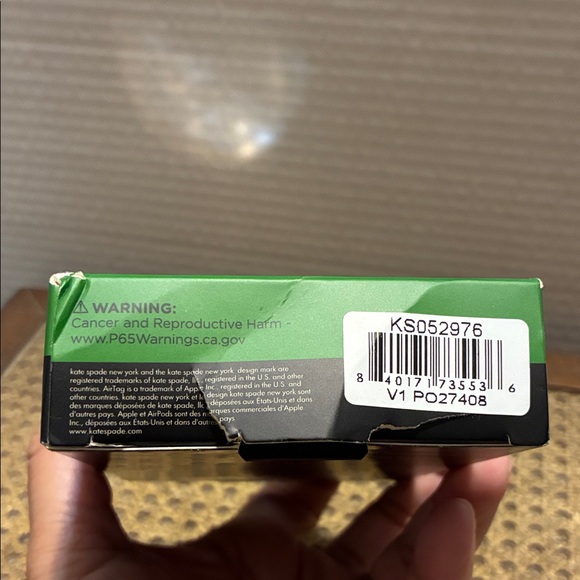 ⚠ WARNING:
Cancer and Reproductive Harm -
www.P65Warnings.ca.gov
kate spade new york and the kate spade new york design mark are
registered trademarks of kate spade, llc, registered in the U.S. and other
countries. AirTag is a trademark of Apple Inc., registered in the U.S. and
other countries. kate spade new york et design kate spade new york sont
des marques déposées de kate spade, llc, déposées aux États-Unis et dans
d'autres pays. Apple et AirPods sont des marques commerciales d'Apple
Inc., déposées aux États-Unis et dans d'autres pays.
www.katespade.com
KS052976
8 40171 73553 6
V1 PO27408